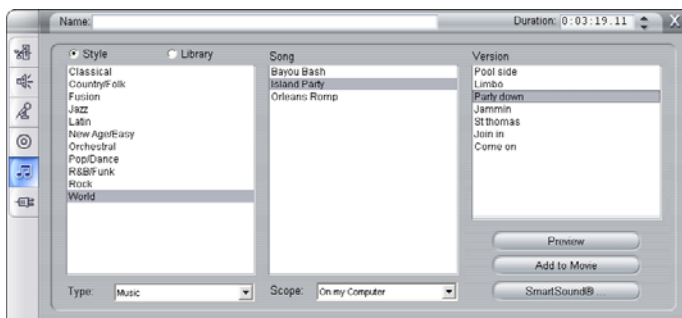 Name:
Duration: 0:03:19.11
X
Style
Library
Classical
Country/Folk
Fusion
Jazz
Latin
New Age/Easy
Orchestral
Pop/Dance
R&B/Funk
Rock
World
Type: Music
Song
Bayou Bash
Island Party
Orleans Romp
Scope: On my Computer
Version
Pool side
Limbo
Party down
Jammin
St thomas
Join in
Come on
Preview
Add to Movie
SmartSound® ...